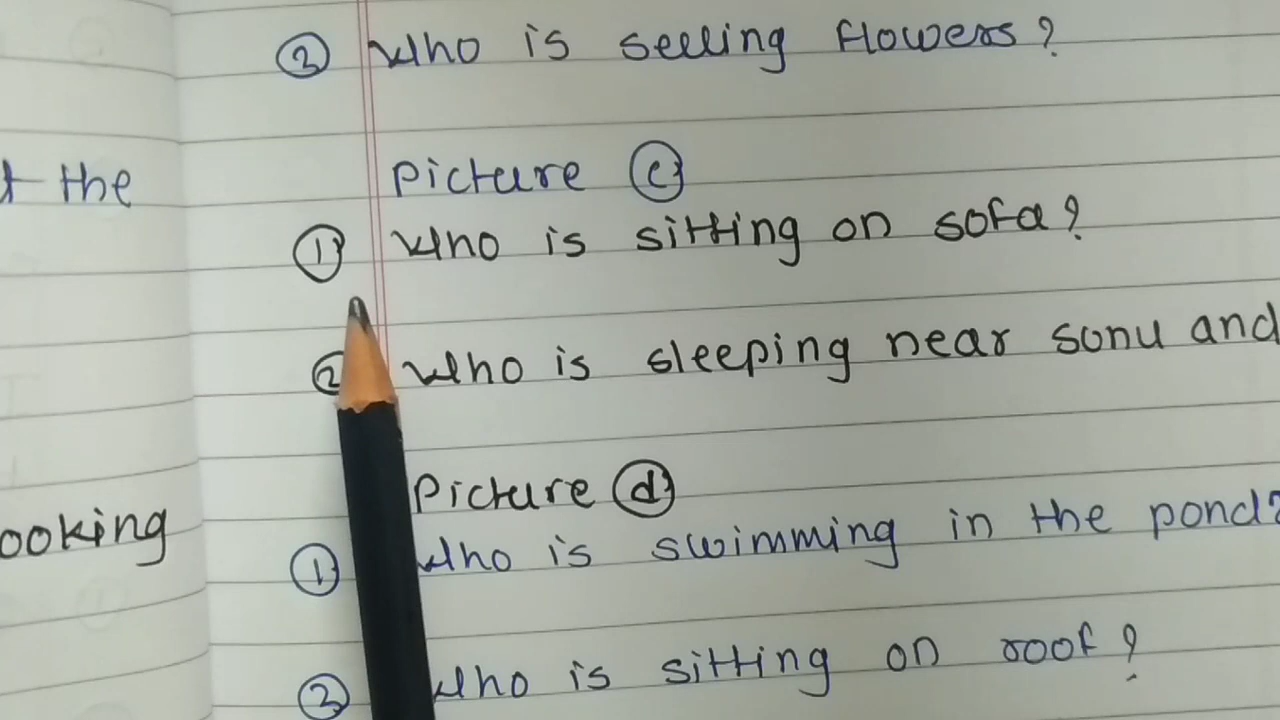 ② Who is selling flowers?
t the
Picture ⓒ
① Who is sitting on sofa?
② Who is sleeping near sonu and
Picture ⓓ
ooking
① Who is swimming in the pond?
② Who is sitting on roof?